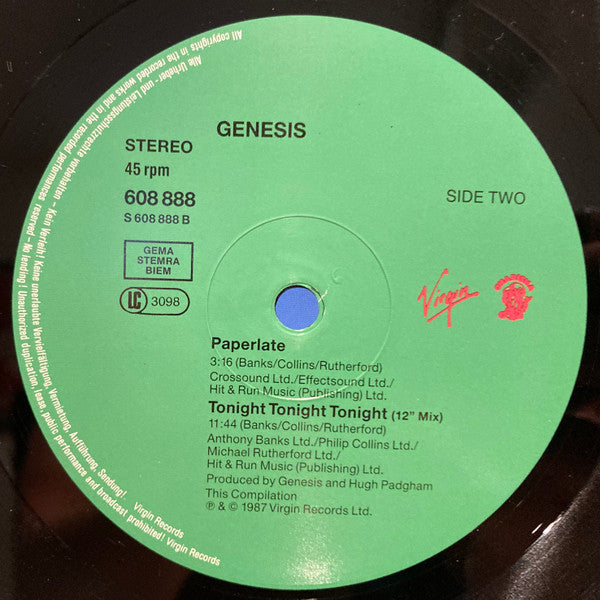 GENESIS
STEREO
45 rpm
608 888
S 608 888 B
SIDE TWO
GEMA
STEMRA
BIEM
LC 3098
Virgin
Paperlate
3:16 (Banks/Collins/Rutherford)
Crossound Ltd./Effectsound Ltd./
Hit & Run Music (Publishing) Ltd.
Tonight Tonight Tonight (12" Mix)
11:44 (Banks/Collins/Rutherford)
Anthony Banks Ltd./Philip Collins Ltd./
Michael Rutherford Ltd./
Hit & Run Music (Publishing) Ltd.
Produced by Genesis and Hugh Padgham
This Compilation
℗ & © 1987 Virgin Records Ltd.
Alle Urheber- und Leistungsschutzrechte vorbehalten – Kein Verleih! Keine unerlaubte Vervielfältigung, Vermietung, Aufführung, Sendung! Virgin Records
All copyrights in the recorded works and in the recorded performances reserved – No lending! Unauthorized duplication, lease, public performance and broadcast prohibited! Virgin Records